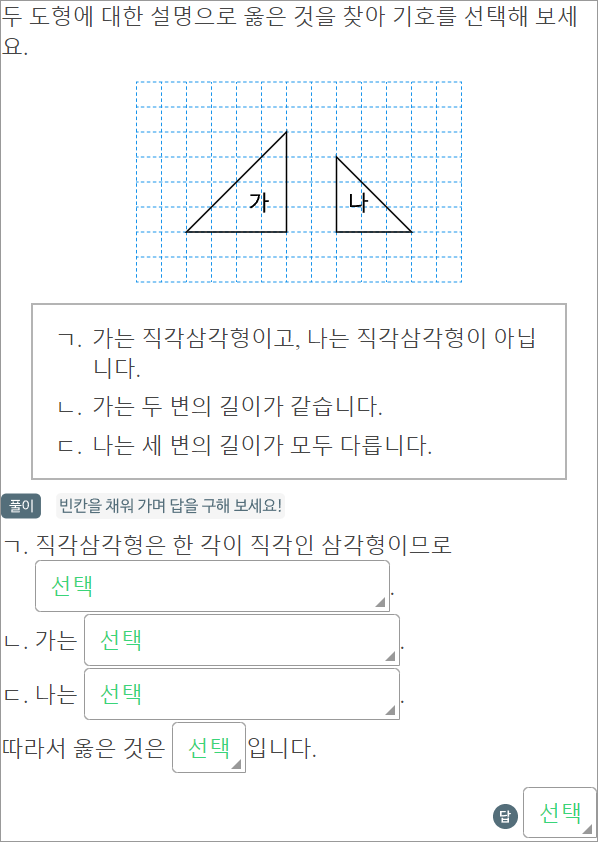 두 도형에 대한 설명으로 옳은 것을 찾아 기호를 선택해 보세
요.
가
나
ㄱ. 가는 직각삼각형이고, 나는 직각삼각형이 아닙
니다.
ㄴ. 가는 두 변의 길이가 같습니다.
ㄷ. 나는 세 변의 길이가 모두 다릅니다.
풀이 빈칸을 채워 가며 답을 구해 보세요!
ㄱ. 직각삼각형은 한 각이 직각인 삼각형이므로
선택.
ㄴ. 가는 선택.
ㄷ. 나는 선택.
따라서 옳은 것은 선택 입니다.
답 선택